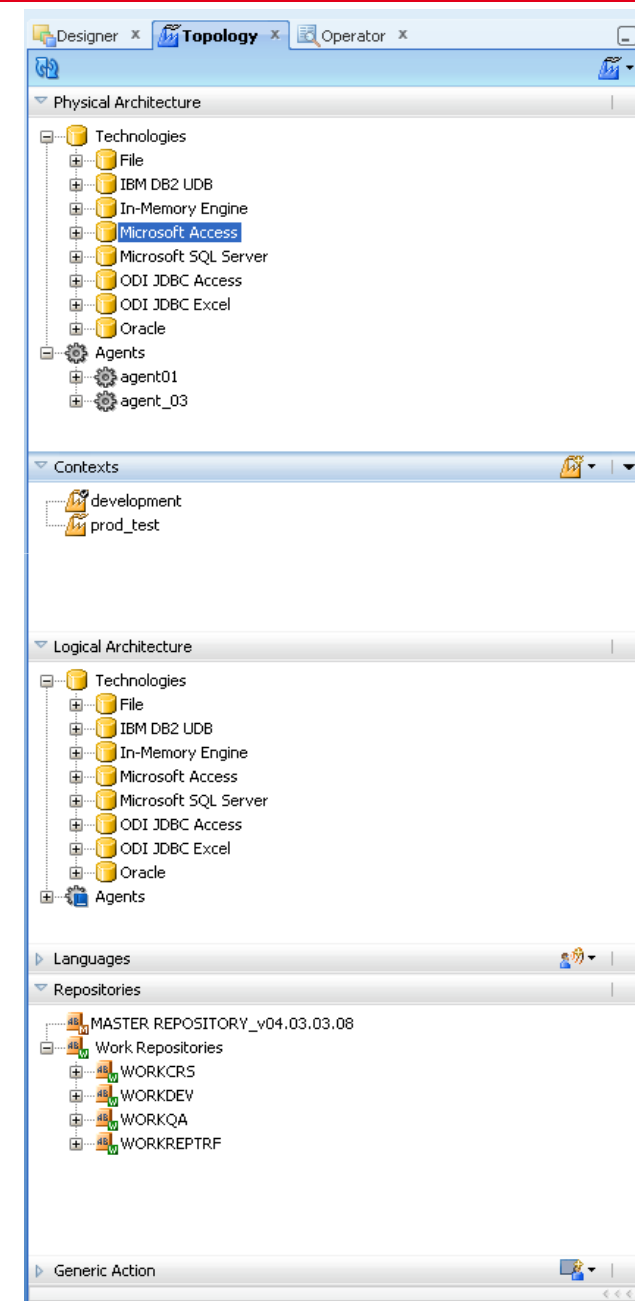 Designer x Topology x Operator x
Physical Architecture
Technologies
File
IBM DB2 UDB
In-Memory Engine
Microsoft Access
Microsoft SQL Server
ODI JDBC Access
ODI JDBC Excel
Oracle
Agents
agent01
agent_03
Contexts
development
prod_test
Logical Architecture
Technologies
File
IBM DB2 UDB
In-Memory Engine
Microsoft Access
Microsoft SQL Server
ODI JDBC Access
ODI JDBC Excel
Oracle
Agents
Languages
Repositories
MASTER REPOSITORY_v04.03.03.08
Work Repositories
WORKCRS
WORKDEV
WORKQA
WORKREPTRF
Generic Action